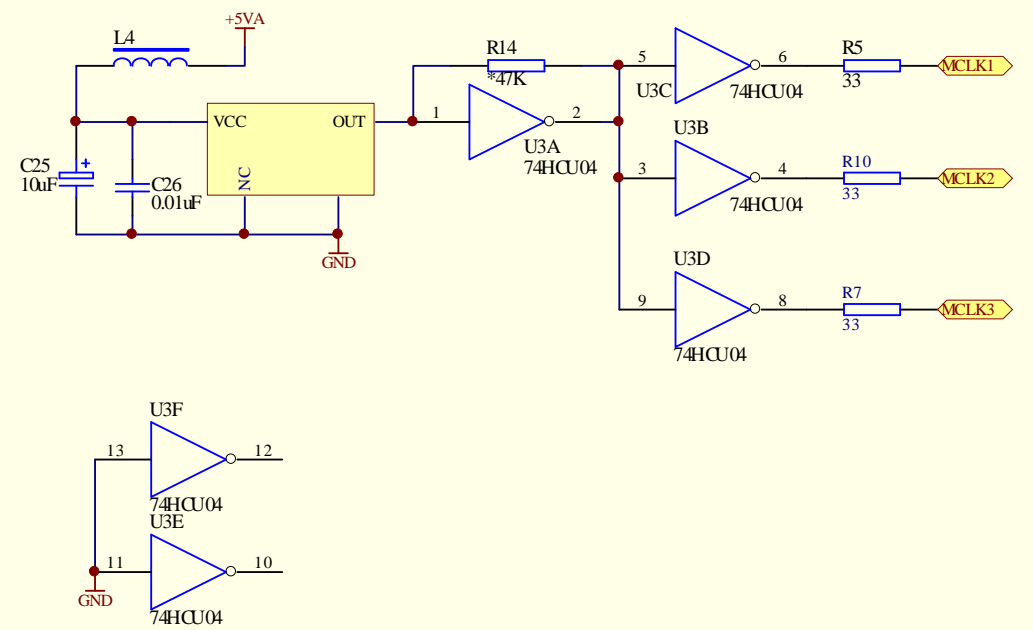 +5VA
L4
VCC
OUT
NC
C25
10uF
+
C26
0.01uF
GND
R14
*47K
1
2
U3A
74HCU04
5
6
U3C
74HCU04
R5
33
MCLK1
U3B
3
4
74HCU04
R10
33
MCLK2
U3D
9
8
74HCU04
R7
33
MCLK3
U3F
13
12
74HCU04
U3E
11
10
GND
74HCU04